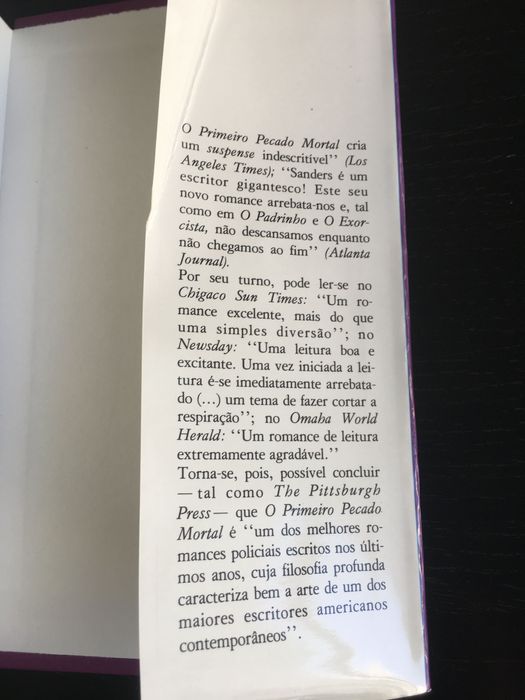 O Primeiro Pecado Mortal cria
um suspense indescritível’’ (Los
Angeles Times); ‘‘Sanders é um
escritor gigantesco! Este seu
novo romance arrebata-nos e, tal
como em O Padrinho e O Exor-
cista, não descansamos enquanto
não chegamos ao fim’’ (Atlanta
Journal).
Por seu turno, pode ler-se no
Chigaco Sun Times: ‘‘Um ro-
mance excelente, mais do que
uma simples diversão’’; no
Newsday: ‘‘Uma leitura boa e
excitante. Uma vez iniciada a lei-
tura é-se imediatamente arrebata-
do (...) um tema de fazer cortar a
respiração’’; no Omaha World
Herald: ‘‘Um romance de leitura
extremamente agradável.’’
Torna-se, pois, possível concluir
— tal como The Pittsburgh
Press — que O Primeiro Pecado
Mortal é ‘‘um dos melhores ro-
mances policiais escritos nos últi-
mos anos, cuja filosofia profunda
caracteriza bem a arte de um dos
maiores escritores americanos
contemporâneos’’.